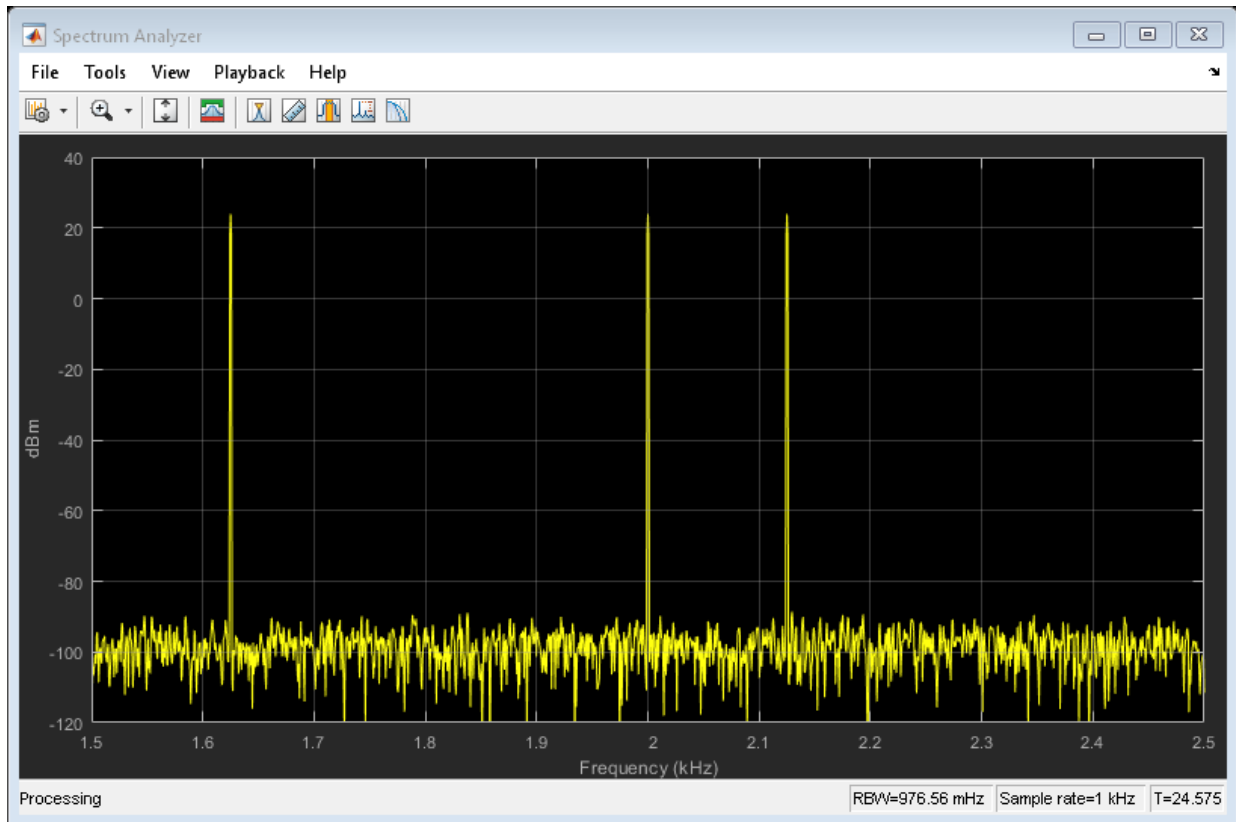 Spectrum Analyzer
File Tools View Playback Help
40
20
0
-20
-40
-60
-80
-100
-120
dBm
1.5 1.6 1.7 1.8 1.9 2 2.1 2.2 2.3 2.4 2.5
Frequency (kHz)
Processing RBW=976.56 mHz Sample rate=1 kHz T=24.575